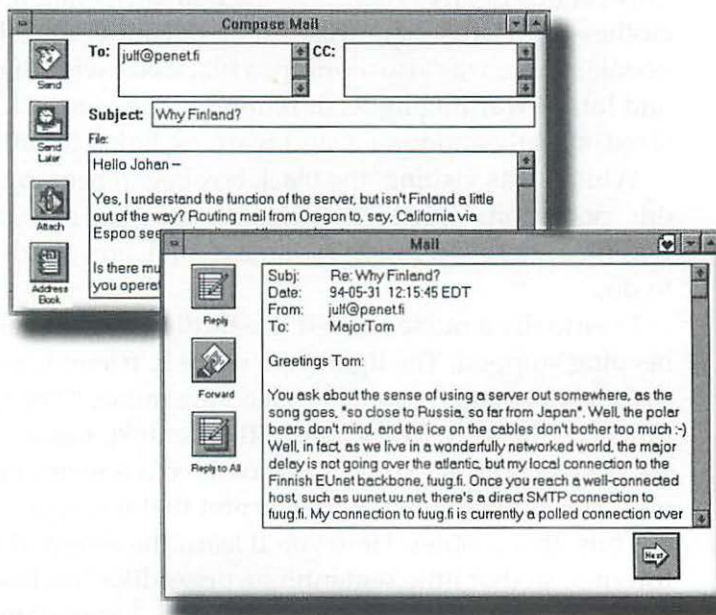 Compose Mail
To: julf@penet.fi CC:
Send
Subject: Why Finland?
Send Later
File:
Hello Johan --
Yes, I understand the function of the server, but isn't Finland a little
out of the way? Routing mail from Oregon to, say, California via
Espoo
Attach
Is there
you
Address Book
Mail
Subj: Re: Why Finland?
Date: 94-05-31 12:15:45 EDT
From: julf@penet.fi
To: MajorTom
Reply
Greetings Tom:
Forward
You ask about the sense of using a server out somewhere, as the
song goes, "so close to Russia, so far from Japan". Well, the polar
bears don't mind, and the ice on the cables don't bother too much :-)
Reply to All
Well, in fact, as we live in a wonderfully networked world, the major
delay is not going over the atlantic, but my local connection to the
Finnish EUnet backbone, fuug.fi. Once you reach a well-connected
host, such as uunet.uu.net, there's a direct SMTP connection to
fuug.fi. My connection to fuug.fi is currently a polled connection over
Next